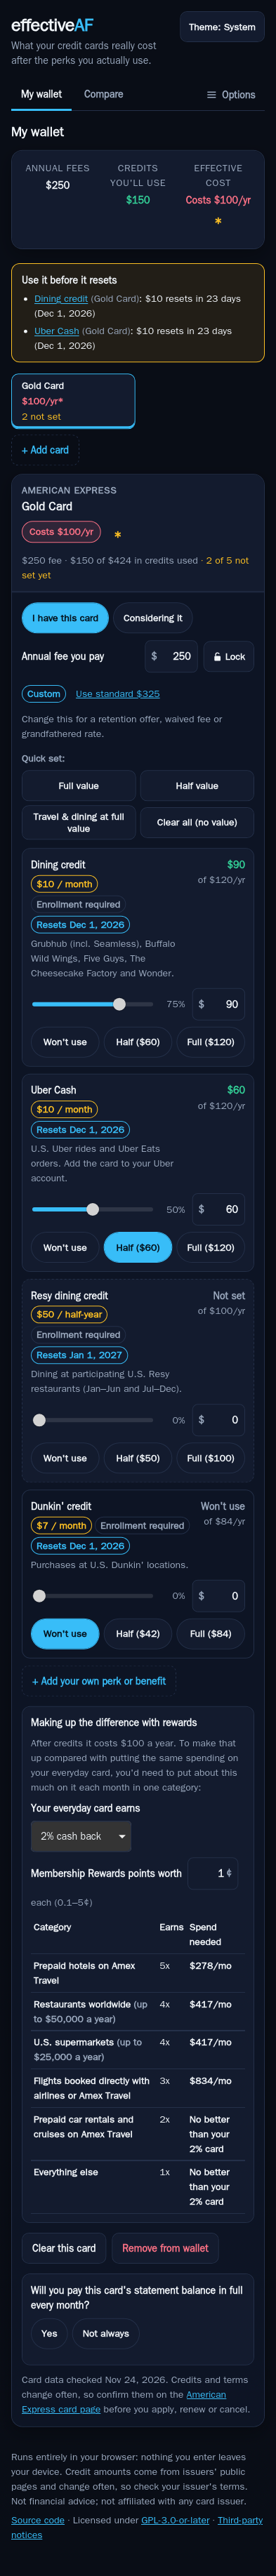 effectiveAF
Theme: System
What your credit cards really cost
after the perks you actually use.
My wallet
Compare
Options
My wallet
ANNUAL FEES
$250
CREDITS
YOU'LL USE
$150
EFFECTIVE
COST
Costs $100/yr
*
Use it before it resets
• Dining credit (Gold Card): $10 resets in 23 days
(Dec 1, 2026)
• Uber Cash (Gold Card): $10 resets in 23 days
(Dec 1, 2026)
Gold Card
$100/yr*
2 not set
+ Add card
AMERICAN EXPRESS
Gold Card
Costs $100/yr
*
$250 fee · $150 of $424 in credits used · 2 of 5 not
set yet
I have this card
Considering it
Annual fee you pay
$ 250
Lock
Custom
Use standard $325
Change this for a retention offer, waived fee or
grandfathered rate.
Quick set:
Full value
Half value
Travel & dining at full
value
Clear all (no value)
Dining credit
$90
$10 / month
of $120/yr
Enrollment required
Resets Dec 1, 2026
Grubhub (incl. Seamless), Buffalo
Wild Wings, Five Guys, The
Cheesecake Factory and Wonder.
75%
$ 90
Won't use
Half ($60)
Full ($120)
Uber Cash
$60
$10 / month
of $120/yr
Resets Dec 1, 2026
U.S. Uber rides and Uber Eats
orders. Add the card to your Uber
account.
50%
$ 60
Won't use
Half ($60)
Full ($120)
Resy dining credit
Not set
$50 / half-year
of $100/yr
Enrollment required
Resets Jan 1, 2027
Dining at participating U.S. Resy
restaurants (Jan–Jun and Jul–Dec).
0%
$ 0
Won't use
Half ($50)
Full ($100)
Dunkin' credit
Won't use
$7 / month
Enrollment required
of $84/yr
Resets Dec 1, 2026
Purchases at U.S. Dunkin' locations.
0%
$ 0
Won't use
Half ($42)
Full ($84)
+ Add your own perk or benefit
Making up the difference with rewards
After credits it costs $100 a year. To make that
up compared with putting the same spending on
your everyday card, you'd need to put about this
much on it each month in one category:
Your everyday card earns
2% cash back
Membership Rewards points worth
1 ¢
each (0.1–5¢)
Category
Earns
Spend
needed
Prepaid hotels on Amex
Travel
5x
$278/mo
Restaurants worldwide (up
to $50,000 a year)
4x
$417/mo
U.S. supermarkets (up to
$25,000 a year)
4x
$417/mo
Flights booked directly with
airlines or Amex Travel
3x
$834/mo
Prepaid car rentals and
cruises on Amex Travel
2x
No better
than your
2% card
Everything else
1x
No better
than your
2% card
Clear this card
Remove from wallet
Will you pay this card's statement balance in full
every month?
Yes
Not always
Card data checked Nov 24, 2026. Credits and terms
change often, so confirm them on the American
Express card page before you apply, renew or cancel.
Runs entirely in your browser: nothing you enter leaves
your device. Credit amounts come from issuers' public
pages and change often, so check your issuer's terms.
Not financial advice; not affiliated with any card issuer.
Source code · Licensed under GPL-3.0-or-later · Third-party
notices